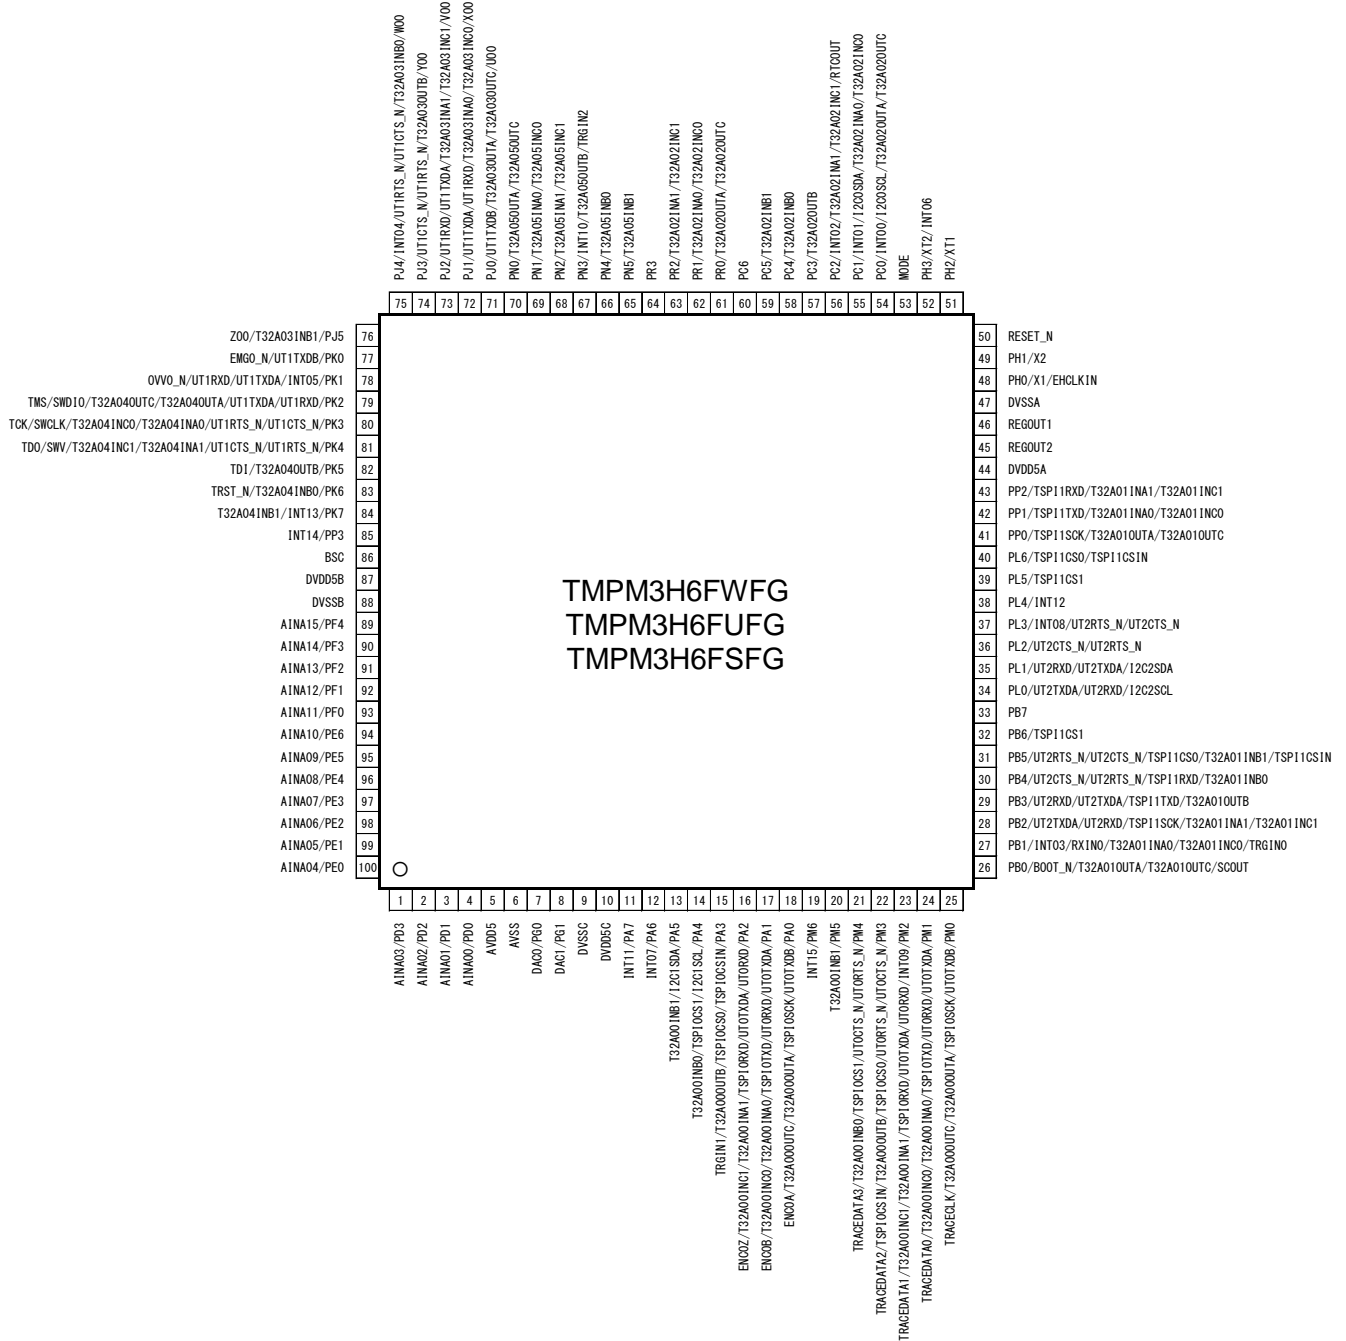 PJ4/INT04/UT1RTS_N/UT1CTS_N/T32A03INB0/WO0
PJ3/UT1CTS_N/UT1RTS_N/T32A03OUTB/YO0
PJ2/UT1RXD/UT1TXDA/T32A03INA1/T32A03INC1/VO0
PJ1/UT1TXDA/UT1RXD/T32A03INA0/T32A03INC0/XO0
PJ0/UT1TXDB/T32A03OUTA/T32A03OUTC/UO0
PN0/T32A05OUTA/T32A05OUTC
PN1/T32A05INA0/T32A05INC0
PN2/T32A05INA1/T32A05INC1
PN3/INT10/T32A05OUTB/TRGIN2
PN4/T32A05INB0
PN5/T32A05INB1
PR3
PR2/T32A02INA1/T32A02INC1
PR1/T32A02INA0/T32A02INC0
PR0/T32A02OUTA/T32A02OUTC
PC6
PC5/T32A02INB1
PC4/T32A02INB0
PC3/T32A02OUTB
PC2/INT02/T32A02INA1/T32A02INC1/RTCOUT
PC1/INT01/I2C0SDA/T32A02INA0/T32A02INC0
PC0/INT00/I2C0SCL/T32A02OUTA/T32A02OUTC
MODE
PH3/XT2/INT06
PH2/XT1
75 74 73 72 71 70 69 68 67 66 65 64 63 62 61 60 59 58 57 56 55 54 53 52 51
ZO0/T32A03INB1/PJ5 76
EMG0_N/UT1TXDB/PK0 77
OVV0_N/UT1RXD/UT1TXDA/INT05/PK1 78
TMS/SWDIO/T32A04OUTC/T32A04OUTA/UT1TXDA/UT1RXD/PK2 79
TCK/SWCLK/T32A04INC0/T32A04INA0/UT1RTS_N/UT1CTS_N/PK3 80
TDO/SWV/T32A04INC1/T32A04INA1/UT1CTS_N/UT1RTS_N/PK4 81
TDI/T32A04OUTB/PK5 82
TRST_N/T32A04INB0/PK6 83
T32A04INB1/INT13/PK7 84
INT14/PP3 85
BSC 86
DVDD5B 87
DVSSB 88
AINA15/PF4 89
AINA14/PF3 90
AINA13/PF2 91
AINA12/PF1 92
AINA11/PF0 93
AINA10/PE6 94
AINA09/PE5 95
AINA08/PE4 96
AINA07/PE3 97
AINA06/PE2 98
AINA05/PE1 99
AINA04/PE0 100
TMPM3H6FWFG
TMPM3H6FUFG
TMPM3H6FSFG
50 RESET_N
49 PH1/X2
48 PH0/X1/EHCLKIN
47 DVSSA
46 REGOUT1
45 REGOUT2
44 DVDD5A
43 PP2/TSPI1RXD/T32A01INA1/T32A01INC1
42 PP1/TSPI1TXD/T32A01INA0/T32A01INC0
41 PP0/TSPI1SCK/T32A01OUTA/T32A01OUTC
40 PL6/TSPI1CS0/TSPI1CSIN
39 PL5/TSPI1CS1
38 PL4/INT12
37 PL3/INT08/UT2RTS_N/UT2CTS_N
36 PL2/UT2CTS_N/UT2RTS_N
35 PL1/UT2RXD/UT2TXDA/I2C2SDA
34 PL0/UT2TXDA/UT2RXD/I2C2SCL
33 PB7
32 PB6/TSPI1CS1
31 PB5/UT2RTS_N/UT2CTS_N/TSPI1CS0/T32A01INB1/TSPI1CSIN
30 PB4/UT2CTS_N/UT2RTS_N/TSPI1RXD/T32A01INB0
29 PB3/UT2RXD/UT2TXDA/TSPI1TXD/T32A01OUTB
28 PB2/UT2TXDA/UT2RXD/TSPI1SCK/T32A01INA1/T32A01INC1
27 PB1/INT03/RXIN0/T32A01INA0/T32A01INC0/TRGIN0
26 PB0/BOOT_N/T32A01OUTA/T32A01OUTC/SCOUT
1 2 3 4 5 6 7 8 9 10 11 12 13 14 15 16 17 18 19 20 21 22 23 24 25
AINA03/PD3
AINA02/PD2
AINA01/PD1
AINA00/PD0
AVDD5
AVSS
DAC0/PG0
DAC1/PG1
DVSSC
DVDD5C
INT11/PA7
INT07/PA6
T32A00INB1/I2C1SDA/PA5
T32A00INB0/TSPI0CS1/I2C1SCL/PA4
TRGIN1/T32A00OUTB/TSPI0CS0/TSPI0CSIN/PA3
ENC0Z/T32A00INC1/T32A00INA1/TSPI0RXD/UT0TXDA/UT0RXD/PA2
ENC0B/T32A00INC0/T32A00INA0/TSPI0TXD/UT0RXD/UT0TXDA/PA1
ENC0A/T32A00OUTC/T32A00OUTA/TSPI0SCK/UT0TXDB/PA0
INT15/PM6
T32A00INB1/PM5
TRACEDATA3/T32A00INB0/TSPI0CS1/UT0CTS_N/UT0RTS_N/PM4
TRACEDATA2/TSPI0CSIN/T32A00OUTB/TSPI0CS0/UT0RTS_N/UT0CTS_N/PM3
TRACEDATA1/T32A00INC1/T32A00INA1/TSPI0RXD/UT0TXDA/UT0RXD/INT09/PM2
TRACEDATA0/T32A00INC0/T32A00INA0/TSPI0TXD/UT0RXD/UT0TXDA/PM1
TRACECLK/T32A00OUTC/T32A00OUTA/TSPI0SCK/UT0TXDB/PM0